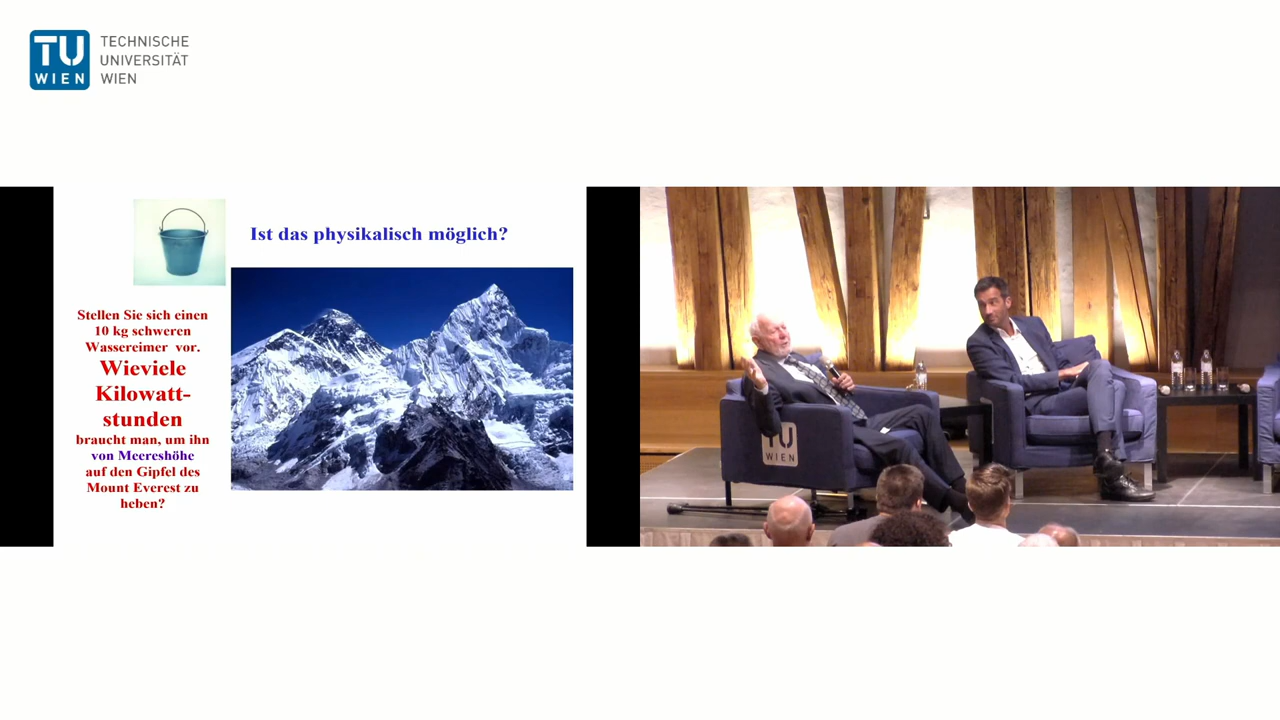 TU
WIEN
TECHNISCHE
UNIVERSITÄT
WIEN
Ist das physikalisch möglich?
Stellen Sie sich einen
10 kg schweren
Wassereimer vor.
Wieviele
Kilowatt-
stunden
braucht man, um ihn
von Meereshöhe
auf den Gipfel des
Mount Everest zu
heben?
TU
WIEN